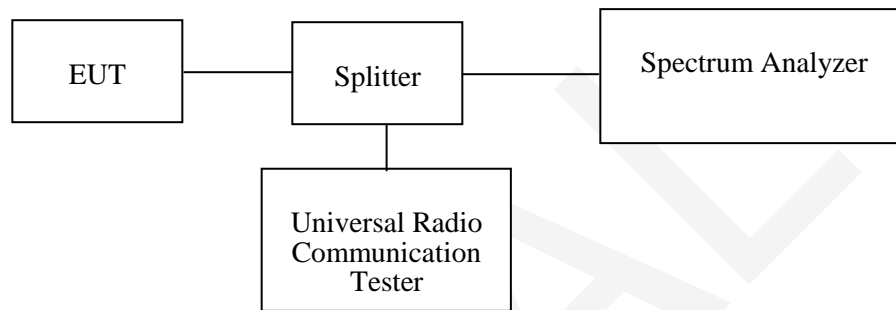 EUT
Splitter
Spectrum Analyzer
Universal Radio
Communication
Tester